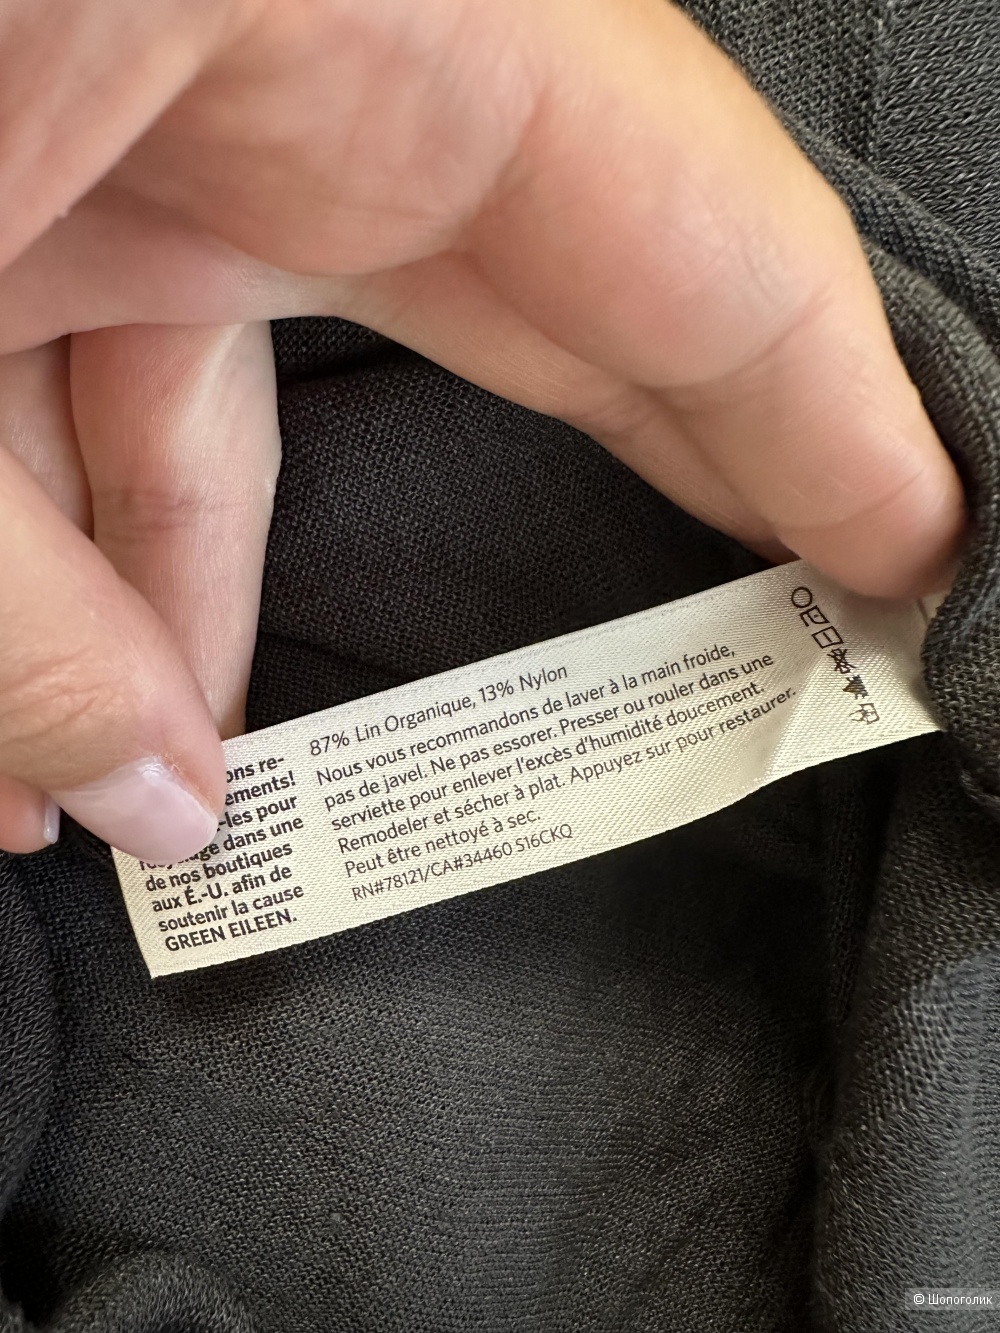 ons re-
ements!
-les pour
dans une
de nos boutiques
aux É.-U. afin de
soutenir la cause
GREEN EILEEN.
87% Lin Organique, 13% Nylon
Nous vous recommandons de laver à la main froide,
pas de javel. Ne pas essorer. Presser ou rouler dans une
serviette pour enlever l'excès d'humidité doucement.
Remodeler et sécher à plat. Appuyez sur pour restaurer.
Peut être nettoyé à sec.
RN#78121/CA#34460 S16CKQ
© Шопоголик